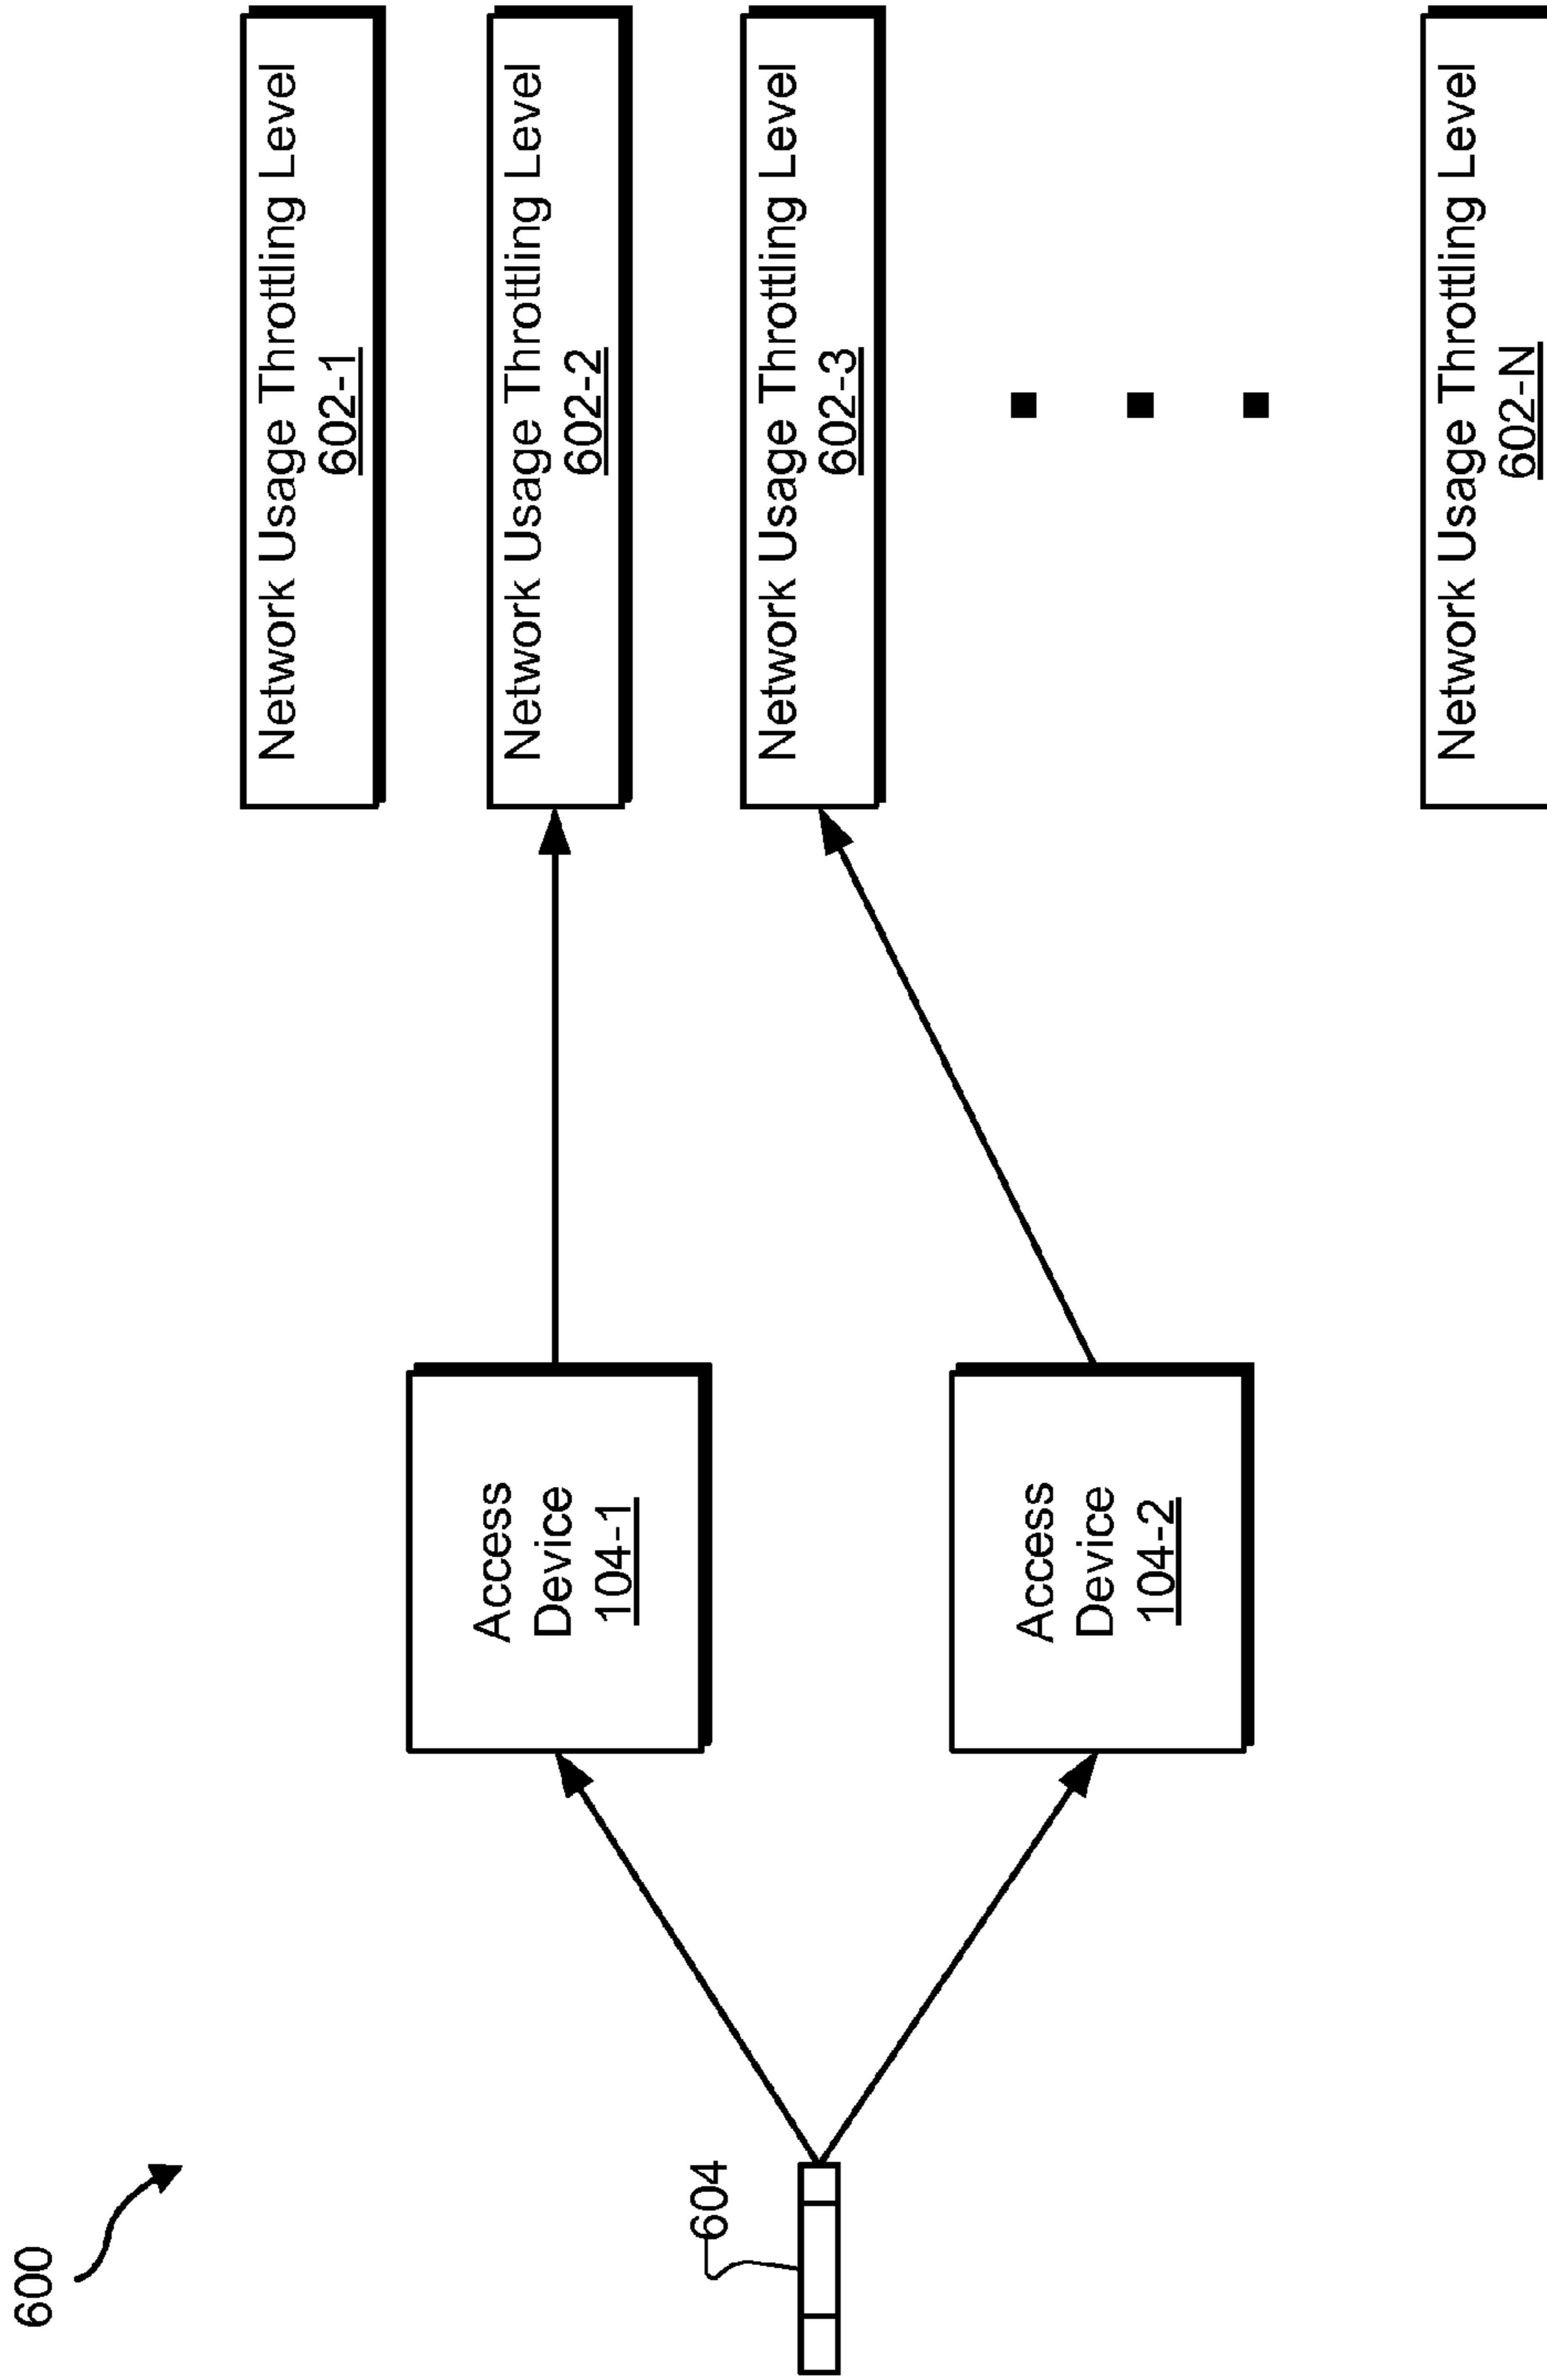 600
604
Access
Device
104-1
Access
Device
104-2
Network Usage Throttling Level
602-1
Network Usage Throttling Level
602-2
Network Usage Throttling Level
602-3
Network Usage Throttling Level
602-N